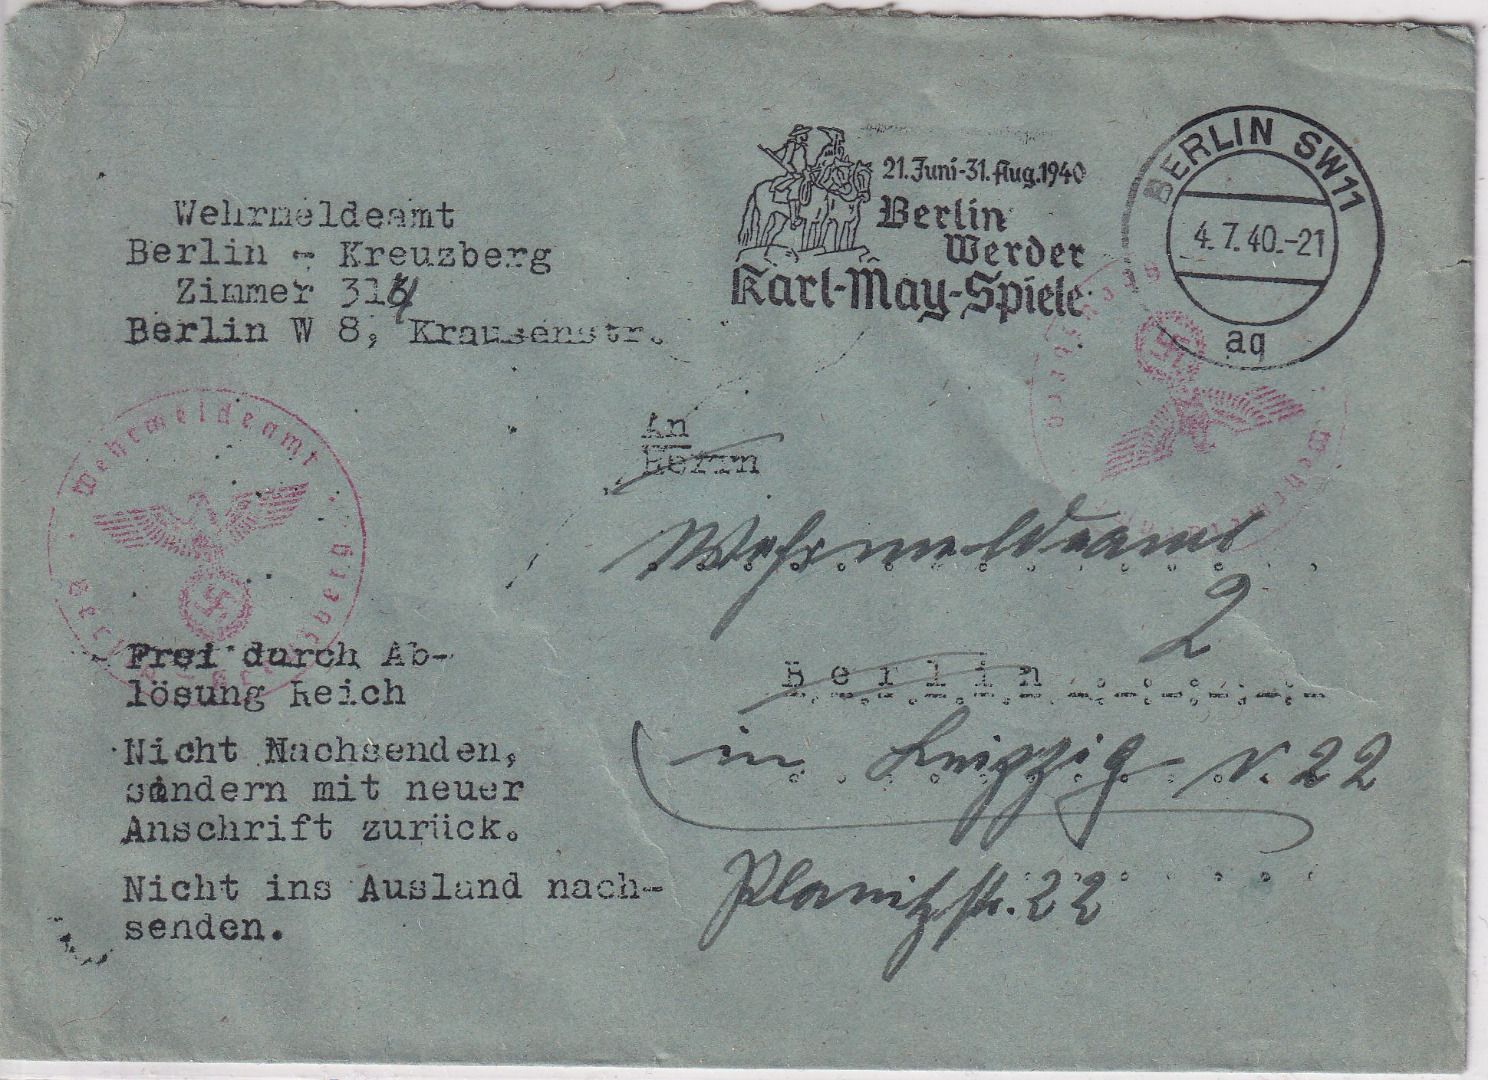 Wehrmeldeamt
Berlin - Kreuzberg
Zimmer 314
Berlin W 8, Krausenstr.
21. Juni-31. Aug. 1940
Berlin
Werder
Karl-May-Spiele
BERLIN SW11
4.7.40.-21
aq
Wehrmeldeamt
An
Herrn
Wehrmeldeamt
2
Berlin
in Leipzig N. 22
Planitzstr. 22
Frei durch Ab-
lösung Reich
Nicht Nachsenden,
sondern mit neuer
Anschrift zurück.
Nicht ins Ausland nach-
senden.